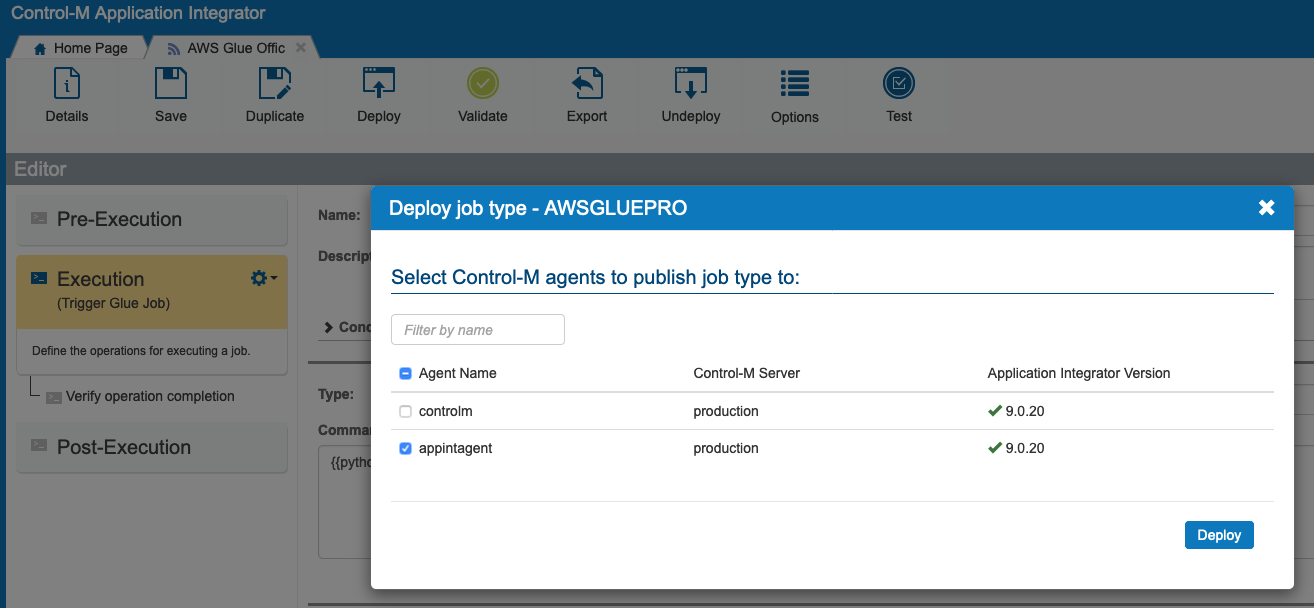 Control-M Application Integrator
Home Page
AWS Glue Offic
Details
Save
Duplicate
Deploy
Validate
Export
Undeploy
Options
Test
Editor
Pre-Execution
Execution
(Trigger Glue Job)
Define the operations for executing a job.
Verify operation completion
Post-Execution
Name:
Descript
Conc
Type:
Comma
{{pytho
Deploy job type - AWSGLUEPRO
Select Control-M agents to publish job type to:
Filter by name
Agent Name Control-M Server Application Integrator Version
controlm production 9.0.20
appintagent production 9.0.20
Deploy